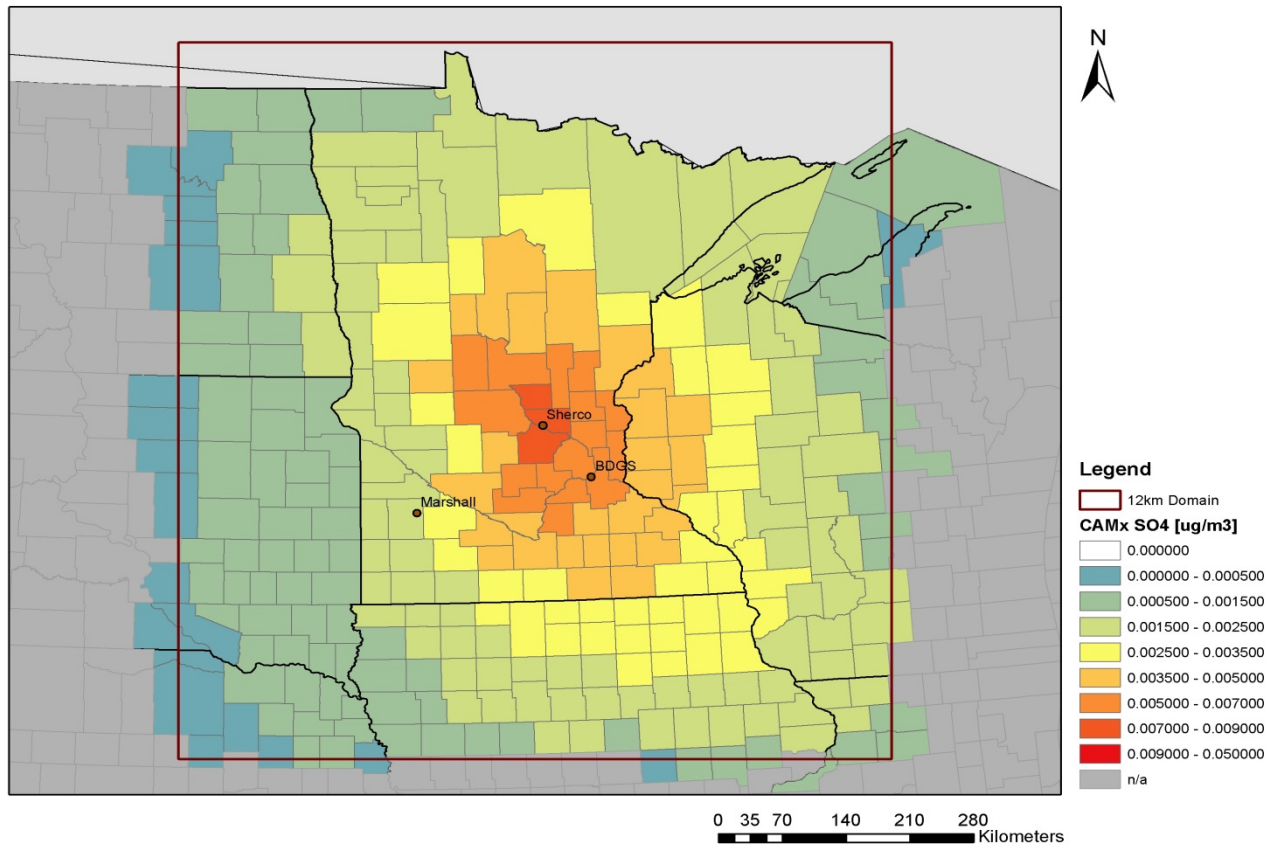 N
Sherco
BDGS
Marshall
Legend
12km Domain
CAMx SO4 [ug/m3]
0.000000
0.000000 - 0.000500
0.000500 - 0.001500
0.001500 - 0.002500
0.002500 - 0.003500
0.003500 - 0.005000
0.005000 - 0.007000
0.007000 - 0.009000
0.009000 - 0.050000
n/a
0 35 70 140 210 280
Kilometers